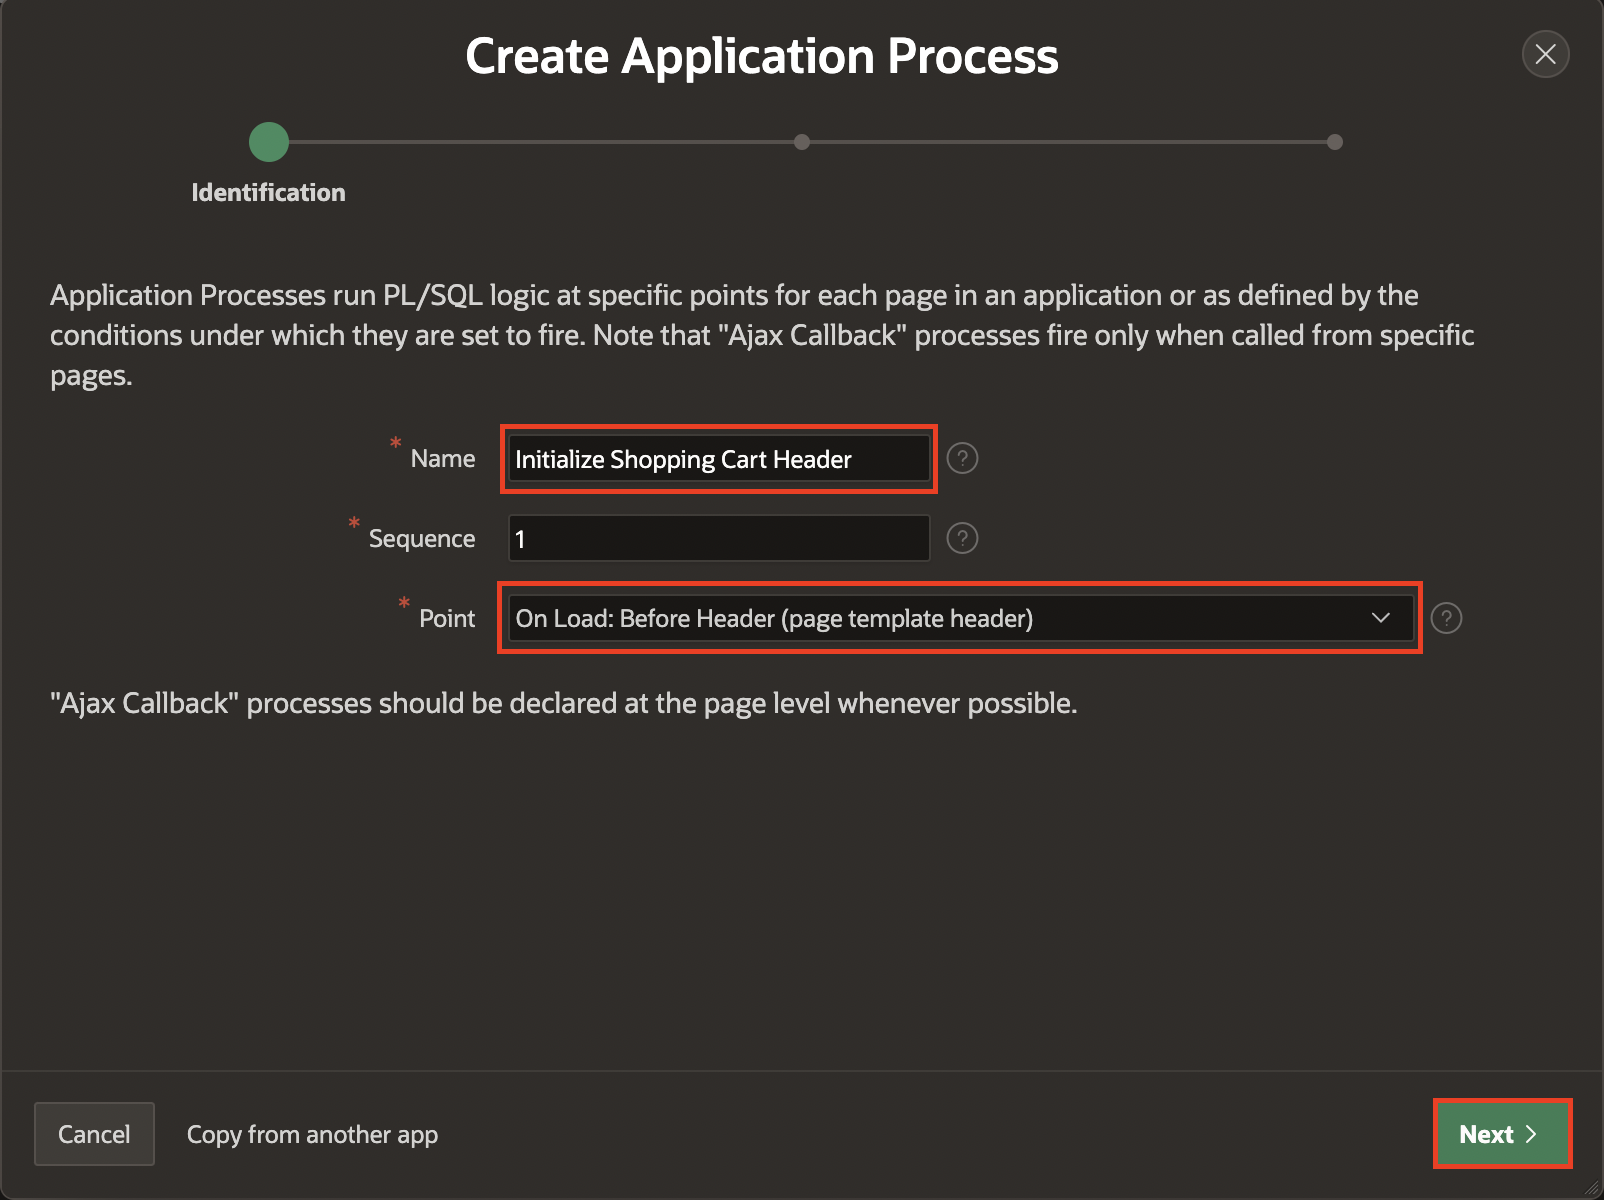 Create Application Process
Identification
Application Processes run PL/SQL logic at specific points for each page in an application or as defined by the
conditions under which they are set to fire. Note that "Ajax Callback" processes fire only when called from specific
pages.
* Name Initialize Shopping Cart Header ?
* Sequence 1 ?
* Point On Load: Before Header (page template header) ?
"Ajax Callback" processes should be declared at the page level whenever possible.
Cancel Copy from another app Next